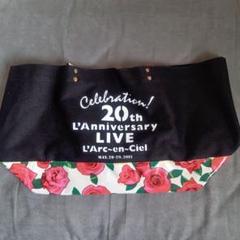 Celebration!
20th
L'Anniversary
LIVE
L'Arc~en~Ciel
MAY. 28-29. 2011